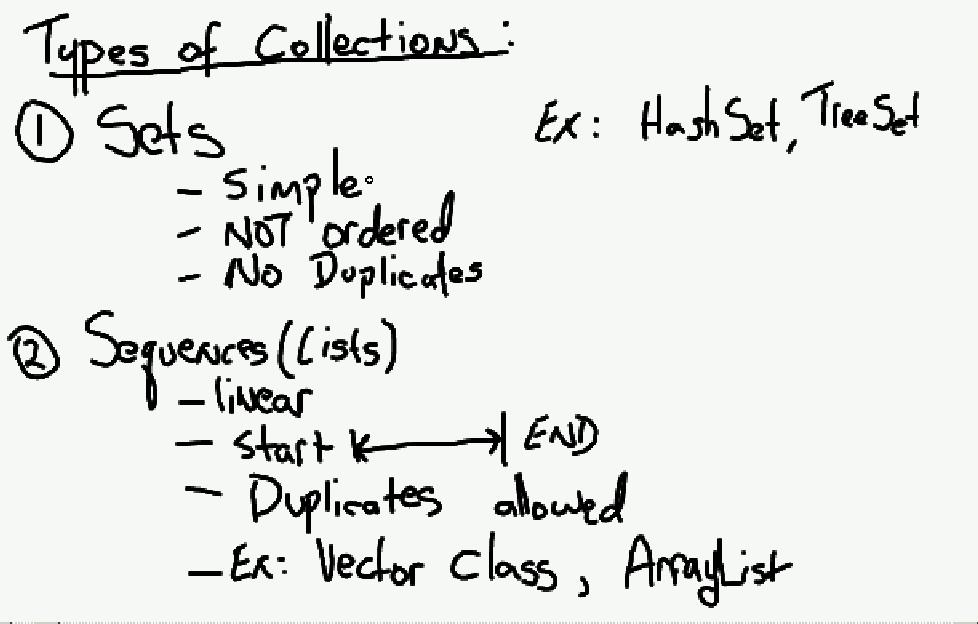 Types of Collections:
① Sets Ex: HashSet, TreeSet
- Simple
- NOT ordered
- No Duplicates
② Sequences (Lists)
- linear
- start ⟷ END
- Duplicates allowed
- Ex: Vector Class, ArrayList